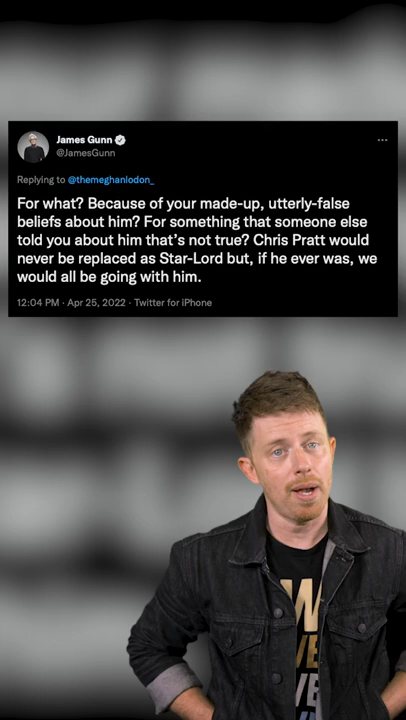 James Gunn
@JamesGunn
Replying to @themeghanlodon_
For what? Because of your made-up, utterly-false
beliefs about him? For something that someone else
told you about him that's not true? Chris Pratt would
never be replaced as Star-Lord but, if he ever was, we
would all be going with him.
12:04 PM · Apr 25, 2022 · Twitter for iPhone